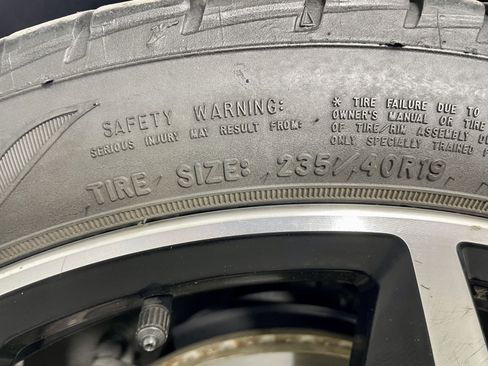 SAFETY WARNING:
SERIOUS INJURY MAY RESULT FROM:
* TIRE FAILURE DUE TO
OWNER'S MANUAL OR TIRE
OF TIRE/RIM ASSEMBLY
ONLY SPECIALLY TRAINED
TIRE SIZE: 235/40R19